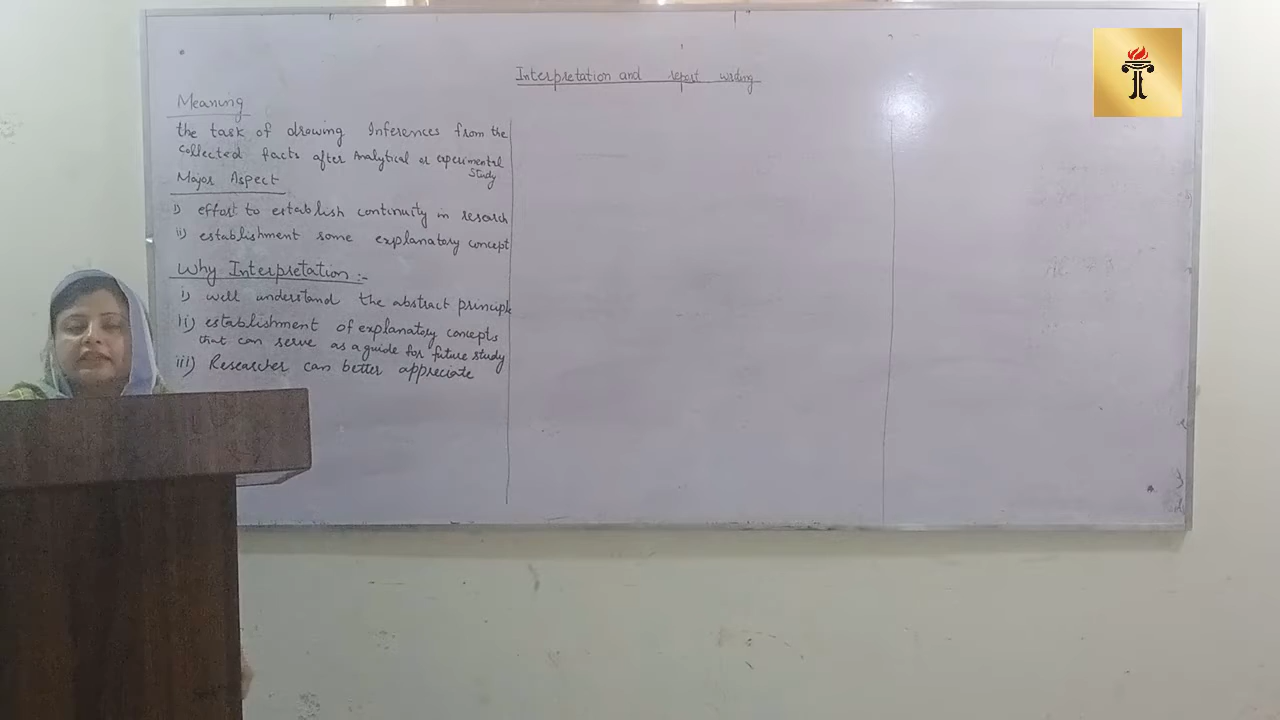 Interpretation and report writing
Meaning
the task of drowing Inferences from the
collected facts after Analytical or experimental
Study
Major Aspect
i) effort to establish continuity in research
ii) establishment some explanatory concept
Why Interpretation :-
i) well understand the abstract principle
ii) establishment of explanatory concepts
that can serve as a guide for future study
iii) Researcher can better appreciate